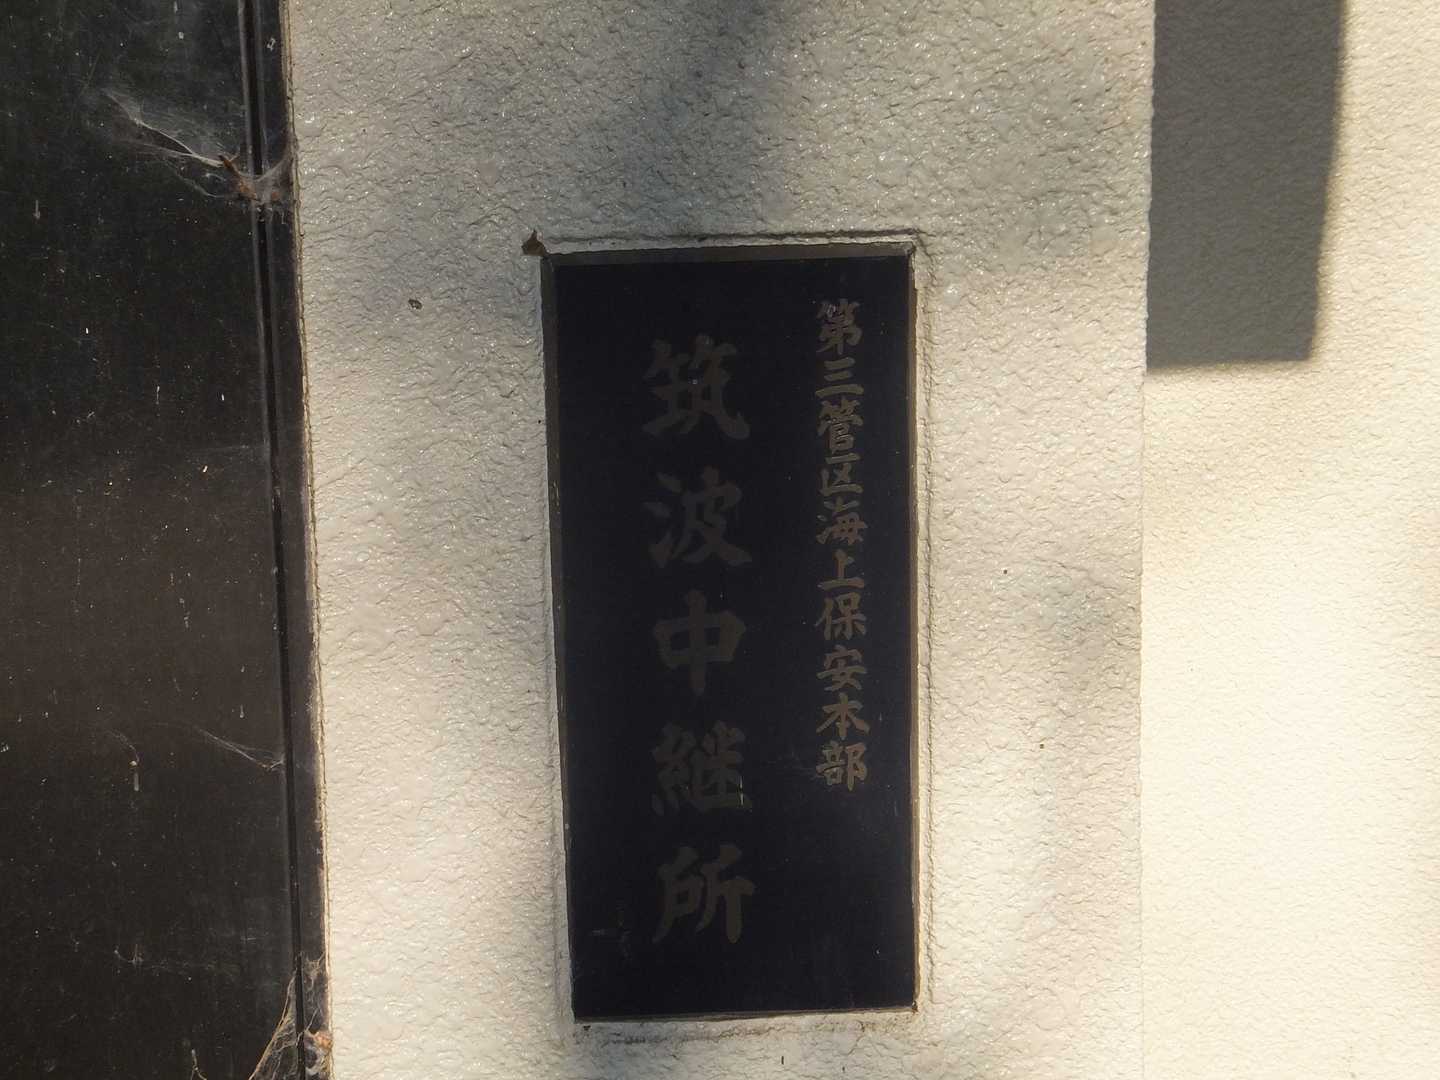 第三管区海上保安本部
筑波中継所